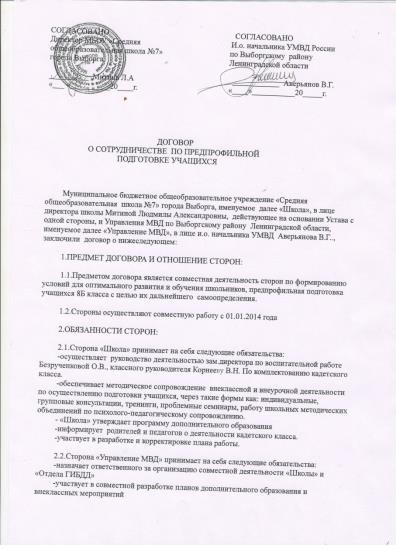 СОГЛАСОВАНО
Директор МБОУ «Средняя
общеобразовательная школа №7»
города Выборга
Митина Л.А
20 г.
СОГЛАСОВАНО
И.о. начальника УМВД России
по Выборгскому району
Ленинградской области
Аверьянов В.Г.
« » 20 г.
ДОГОВОР
О СОТРУДНИЧЕСТВЕ ПО ПРЕДПРОФИЛЬНОЙ
ПОДГОТОВКЕ УЧАЩИХСЯ
Муниципальное бюджетное общеобразовательное учреждение «Средняя
общеобразовательная школа №7» города Выборга, именуемое далее «Школа», в лице
директора школы Митиной Людмилы Александровны, действующее на основании Устава с
одной стороны, и Управления МВД по Выборгскому району Ленинградской области,
именуемое далее «Управление МВД», в лице и.о. начальника УМВД Аверьянова В.Г.,
заключили договор о нижеследующем:
1.ПРЕДМЕТ ДОГОВОРА И ОТНОШЕНИЕ СТОРОН:
1.1.Предметом договора является совместная деятельность сторон по формированию
условий для оптимального развития и обучения школьников, предпрофильная подготовка
учащихся 8Б класса с целью их дальнейшего самоопределения.
1.2.Стороны осуществляют совместную работу с 01.01.2014 года
2.ОБЯЗАННОСТИ СТОРОН:
2.1.Сторона «Школа» принимает на себя следующие обязательства:
-осуществляет руководство деятельностью зам.директора по воспитательной работе
Безрученковой О.В., классного руководителя Корнееву В.Н. По комплектованию кадетского
класса.
-обеспечивает методическое сопровождение внеклассной и внеурочной деятельности
по осуществлению подготовки учащихся, через такие формы как: индивидуальные,
групповые консультации, тренинги, проблемные семинары, работу школьных методических
объединений по психолого-педагогическому сопровождению.
- «Школа» утверждает программу дополнительного образования
-информирует родителей и педагогов о деятельности кадетского класса.
-участвует в разработке и корректировке плана работы.
2.2.Сторона «Управление МВД» принимает на себя следующие обязательства:
-назначает ответственного за организацию совместной деятельности «Школы» и
«Отдела ГИБДД»
-участвует в совместной разработке планов дополнительного образования и
внеклассных мероприятий